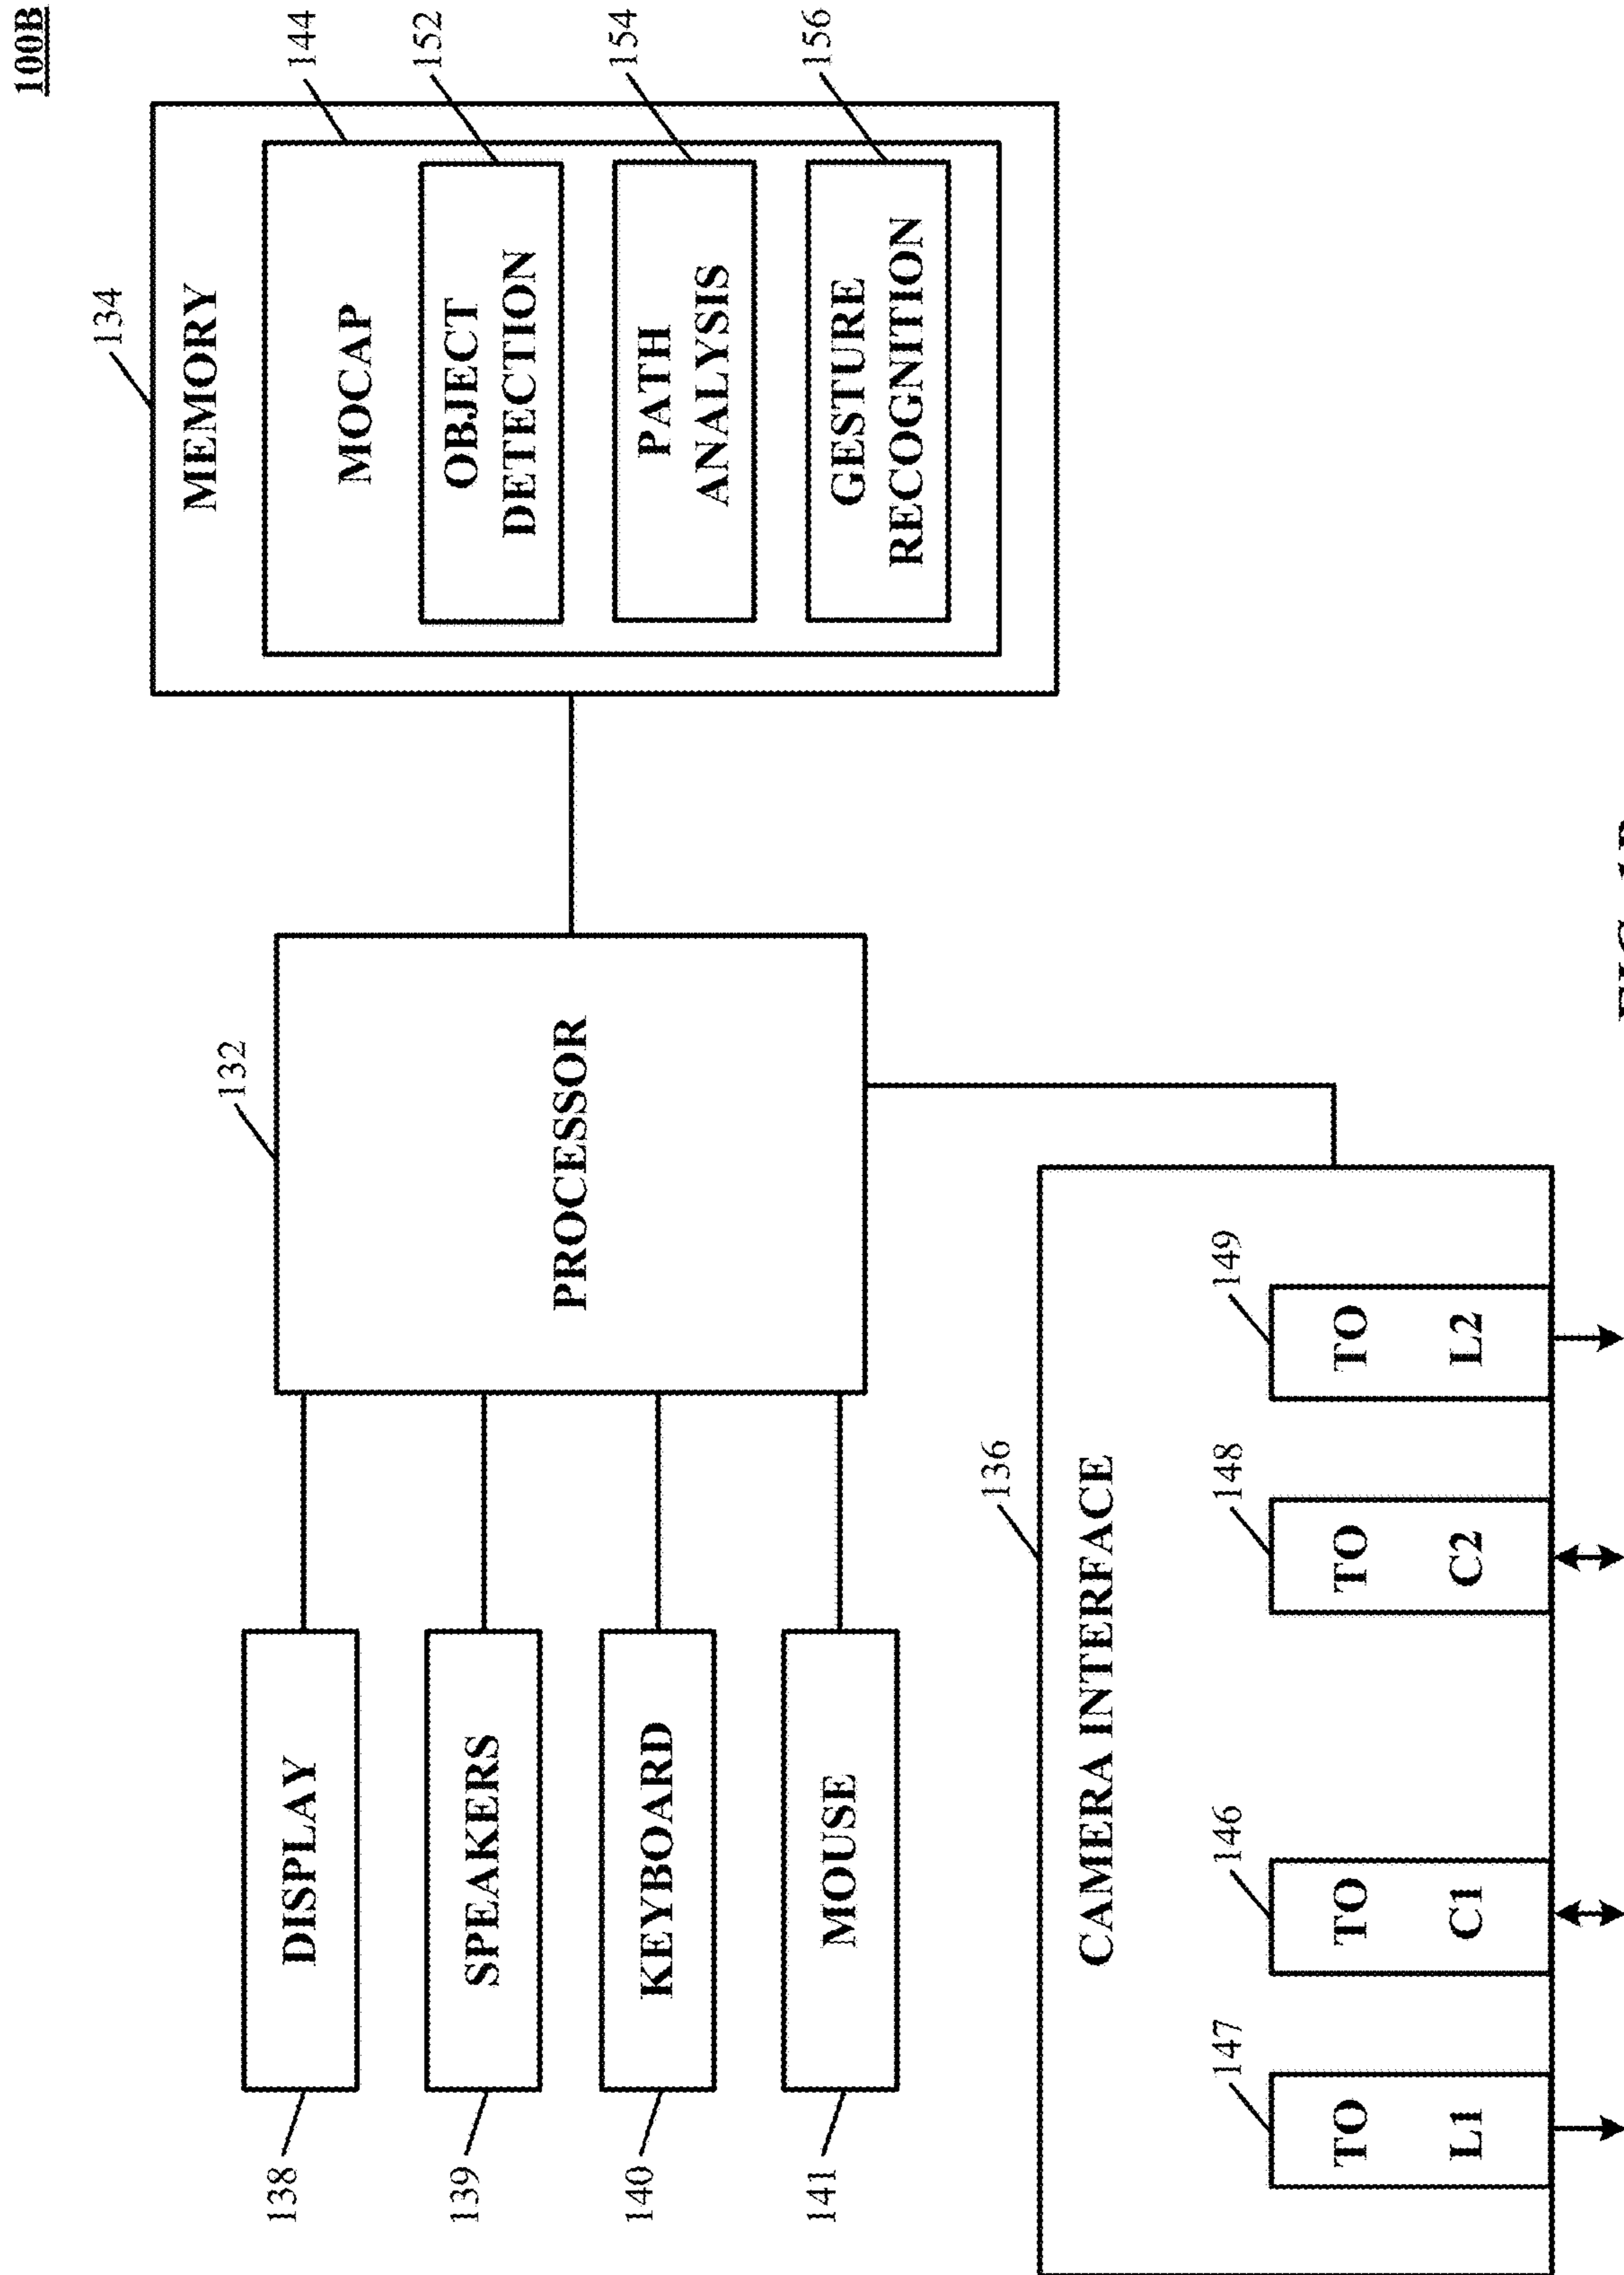 100B
134
MEMORY
144
MOCAP
152
OBJECT
DETECTION
154
PATH
ANALYSIS
156
GESTURE
RECOGNITION
132
PROCESSOR
138
DISPLAY
139
SPEAKERS
140
KEYBOARD
141
MOUSE
136
CAMERA INTERFACE
147
TO
L1
146
TO
C1
148
TO
C2
149
TO
L2